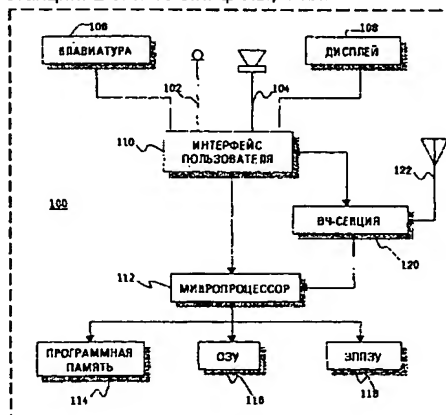 106
КЛАВИАТУРА
102
104
108
ДИСПЛЕЙ
110
ИНТЕРФЕЙС
ПОЛЬЗОВАТЕЛЯ
122
100
ВЧ-СЕКЦИЯ
120
112
МИКРОПРОЦЕССОР
ПРОГРАММНАЯ
ПАМЯТЬ
114
ОЗУ
116
ЭППЗУ
118